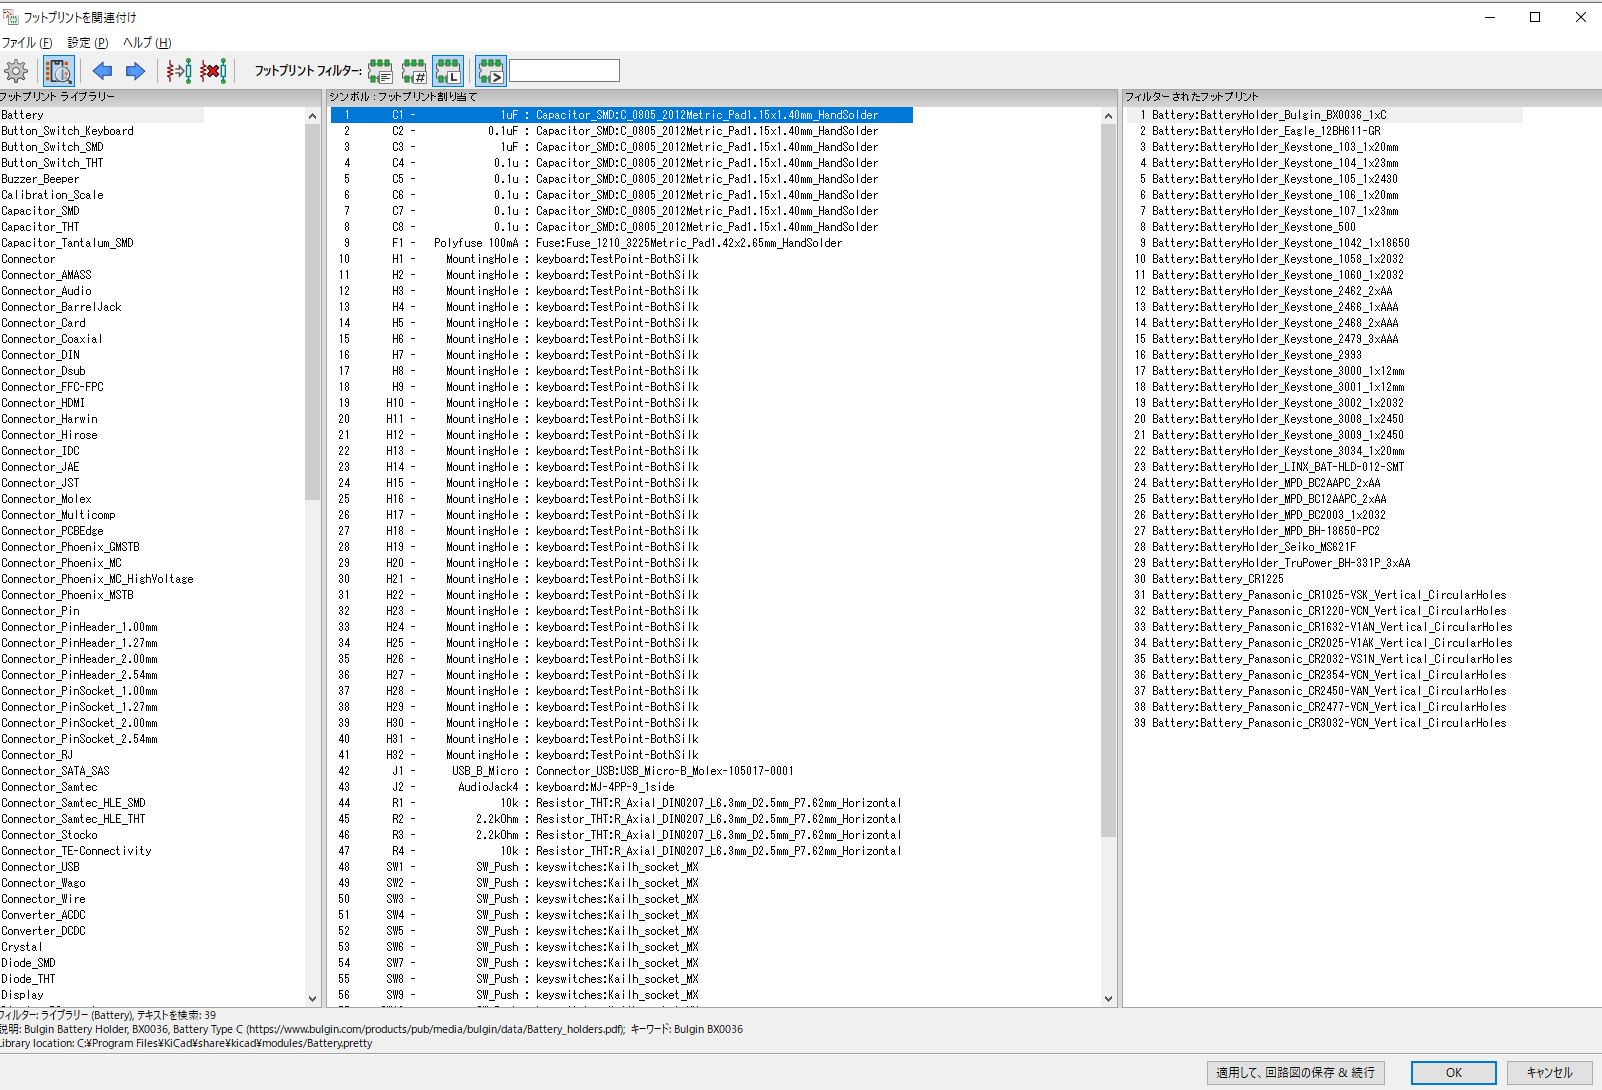 フットプリントを関連付け
ファイル (F) 設定 (P) ヘルプ (H)
フットプリント フィルター:
フットプリント ライブラリー
Battery
Button_Switch_Keyboard
Button_Switch_SMD
Button_Switch_THT
Buzzer_Beeper
Calibration_Scale
Capacitor_SMD
Capacitor_THT
Capacitor_Tantalum_SMD
Connector
Connector_AMASS
Connector_Audio
Connector_BarrelJack
Connector_Card
Connector_Coaxial
Connector_DIN
Connector_Dsub
Connector_FFC-FPC
Connector_HDMI
Connector_Harwin
Connector_Hirose
Connector_IDC
Connector_JAE
Connector_JST
Connector_Molex
Connector_Multicomp
Connector_PCBEdge
Connector_Phoenix_GMSTB
Connector_Phoenix_MC
Connector_Phoenix_MC_HighVoltage
Connector_Phoenix_MSTB
Connector_Pin
Connector_PinHeader_1.00mm
Connector_PinHeader_1.27mm
Connector_PinHeader_2.00mm
Connector_PinHeader_2.54mm
Connector_PinSocket_1.00mm
Connector_PinSocket_1.27mm
Connector_PinSocket_2.00mm
Connector_PinSocket_2.54mm
Connector_RJ
Connector_SATA_SAS
Connector_Samtec
Connector_Samtec_HLE_SMD
Connector_Samtec_HLE_THT
Connector_Stocko
Connector_TE-Connectivity
Connector_USB
Connector_Wago
Connector_Wire
Converter_ACDC
Converter_DCDC
Crystal
Diode_SMD
Diode_THT
Display
シンボル : フットプリント割り当て
1 C1 - 1uF : Capacitor_SMD:C_0805_2012Metric_Pad1.15x1.40mm_HandSolder
2 C2 - 0.1uF : Capacitor_SMD:C_0805_2012Metric_Pad1.15x1.40mm_HandSolder
3 C3 - 1uF : Capacitor_SMD:C_0805_2012Metric_Pad1.15x1.40mm_HandSolder
4 C4 - 0.1u : Capacitor_SMD:C_0805_2012Metric_Pad1.15x1.40mm_HandSolder
5 C5 - 0.1u : Capacitor_SMD:C_0805_2012Metric_Pad1.15x1.40mm_HandSolder
6 C6 - 0.1u : Capacitor_SMD:C_0805_2012Metric_Pad1.15x1.40mm_HandSolder
7 C7 - 0.1u : Capacitor_SMD:C_0805_2012Metric_Pad1.15x1.40mm_HandSolder
8 C8 - 0.1u : Capacitor_SMD:C_0805_2012Metric_Pad1.15x1.40mm_HandSolder
9 F1 - Polyfuse 100mA : Fuse:Fuse_1210_3225Metric_Pad1.42x2.65mm_HandSolder
10 H1 - MountingHole : keyboard:TestPoint-BothSilk
11 H2 - MountingHole : keyboard:TestPoint-BothSilk
12 H3 - MountingHole : keyboard:TestPoint-BothSilk
13 H4 - MountingHole : keyboard:TestPoint-BothSilk
14 H5 - MountingHole : keyboard:TestPoint-BothSilk
15 H6 - MountingHole : keyboard:TestPoint-BothSilk
16 H7 - MountingHole : keyboard:TestPoint-BothSilk
17 H8 - MountingHole : keyboard:TestPoint-BothSilk
18 H9 - MountingHole : keyboard:TestPoint-BothSilk
19 H10 - MountingHole : keyboard:TestPoint-BothSilk
20 H11 - MountingHole : keyboard:TestPoint-BothSilk
21 H12 - MountingHole : keyboard:TestPoint-BothSilk
22 H13 - MountingHole : keyboard:TestPoint-BothSilk
23 H14 - MountingHole : keyboard:TestPoint-BothSilk
24 H15 - MountingHole : keyboard:TestPoint-BothSilk
25 H16 - MountingHole : keyboard:TestPoint-BothSilk
26 H17 - MountingHole : keyboard:TestPoint-BothSilk
27 H18 - MountingHole : keyboard:TestPoint-BothSilk
28 H19 - MountingHole : keyboard:TestPoint-BothSilk
29 H20 - MountingHole : keyboard:TestPoint-BothSilk
30 H21 - MountingHole : keyboard:TestPoint-BothSilk
31 H22 - MountingHole : keyboard:TestPoint-BothSilk
32 H23 - MountingHole : keyboard:TestPoint-BothSilk
33 H24 - MountingHole : keyboard:TestPoint-BothSilk
34 H25 - MountingHole : keyboard:TestPoint-BothSilk
35 H26 - MountingHole : keyboard:TestPoint-BothSilk
36 H27 - MountingHole : keyboard:TestPoint-BothSilk
37 H28 - MountingHole : keyboard:TestPoint-BothSilk
38 H29 - MountingHole : keyboard:TestPoint-BothSilk
39 H30 - MountingHole : keyboard:TestPoint-BothSilk
40 H31 - MountingHole : keyboard:TestPoint-BothSilk
41 H32 - MountingHole : keyboard:TestPoint-BothSilk
42 J1 - USB_B_Micro : Connector_USB:USB_Micro-B_Molex-105017-0001
43 J2 - AudioJack4 : keyboard:MJ-4PP-9_1side
44 R1 - 10k : Resistor_THT:R_Axial_DIN0207_L6.3mm_D2.5mm_P7.62mm_Horizontal
45 R2 - 2.2kOhm : Resistor_THT:R_Axial_DIN0207_L6.3mm_D2.5mm_P7.62mm_Horizontal
46 R3 - 2.2kOhm : Resistor_THT:R_Axial_DIN0207_L6.3mm_D2.5mm_P7.62mm_Horizontal
47 R4 - 10k : Resistor_THT:R_Axial_DIN0207_L6.3mm_D2.5mm_P7.62mm_Horizontal
48 SW1 - SW_Push : keyswitches:Kailh_socket_MX
49 SW2 - SW_Push : keyswitches:Kailh_socket_MX
50 SW3 - SW_Push : keyswitches:Kailh_socket_MX
51 SW4 - SW_Push : keyswitches:Kailh_socket_MX
52 SW5 - SW_Push : keyswitches:Kailh_socket_MX
53 SW6 - SW_Push : keyswitches:Kailh_socket_MX
54 SW7 - SW_Push : keyswitches:Kailh_socket_MX
55 SW8 - SW_Push : keyswitches:Kailh_socket_MX
56 SW9 - SW_Push : keyswitches:Kailh_socket_MX
フィルターされたフットプリント
1 Battery:BatteryHolder_Bulgin_BX0036_1xC
2 Battery:BatteryHolder_Eagle_12BH611-GR
3 Battery:BatteryHolder_Keystone_103_1x20mm
4 Battery:BatteryHolder_Keystone_104_1x23mm
5 Battery:BatteryHolder_Keystone_105_1x2430
6 Battery:BatteryHolder_Keystone_106_1x20mm
7 Battery:BatteryHolder_Keystone_107_1x23mm
8 Battery:BatteryHolder_Keystone_500
9 Battery:BatteryHolder_Keystone_1042_1x18650
10 Battery:BatteryHolder_Keystone_1058_1x2032
11 Battery:BatteryHolder_Keystone_1060_1x2032
12 Battery:BatteryHolder_Keystone_2462_2xAA
13 Battery:BatteryHolder_Keystone_2466_1xAAA
14 Battery:BatteryHolder_Keystone_2468_2xAAA
15 Battery:BatteryHolder_Keystone_2479_3xAAA
16 Battery:BatteryHolder_Keystone_2993
17 Battery:BatteryHolder_Keystone_3000_1x12mm
18 Battery:BatteryHolder_Keystone_3001_1x12mm
19 Battery:BatteryHolder_Keystone_3002_1x2032
20 Battery:BatteryHolder_Keystone_3008_1x2450
21 Battery:BatteryHolder_Keystone_3009_1x2450
22 Battery:BatteryHolder_Keystone_3034_1x20mm
23 Battery:BatteryHolder_LINX_BAT-HLD-012-SMT
24 Battery:BatteryHolder_MPD_BC2AAPC_2xAA
25 Battery:BatteryHolder_MPD_BC12AAPC_2xAA
26 Battery:BatteryHolder_MPD_BC2003_1x2032
27 Battery:BatteryHolder_MPD_BH-18650-PC2
28 Battery:BatteryHolder_Seiko_MS621F
29 Battery:BatteryHolder_TruPower_BH-331P_3xAA
30 Battery:Battery_CR1225
31 Battery:Battery_Panasonic_CR1025-VSK_Vertical_CircularHoles
32 Battery:Battery_Panasonic_CR1220-VCN_Vertical_CircularHoles
33 Battery:Battery_Panasonic_CR1632-V1AN_Vertical_CircularHoles
34 Battery:Battery_Panasonic_CR2025-V1AK_Vertical_CircularHoles
35 Battery:Battery_Panasonic_CR2032-VS1N_Vertical_CircularHoles
36 Battery:Battery_Panasonic_CR2354-VCN_Vertical_CircularHoles
37 Battery:Battery_Panasonic_CR2450-VAN_Vertical_CircularHoles
38 Battery:Battery_Panasonic_CR2477-VCN_Vertical_CircularHoles
39 Battery:Battery_Panasonic_CR3032-VCN_Vertical_CircularHoles
フィルター: ライブラリー (Battery), テキストを検索: 39
説明: Bulgin Battery Holder, BX0036, Battery Type C (https://www.bulgin.com/products/pub/media/bulgin/data/Battery_holders.pdf); キーワード: Bulgin BX0036
Library location: C:¥Program Files¥KiCad¥share¥kicad¥modules/Battery.pretty
適用して、回路図の保存 & 続行 OK キャンセル